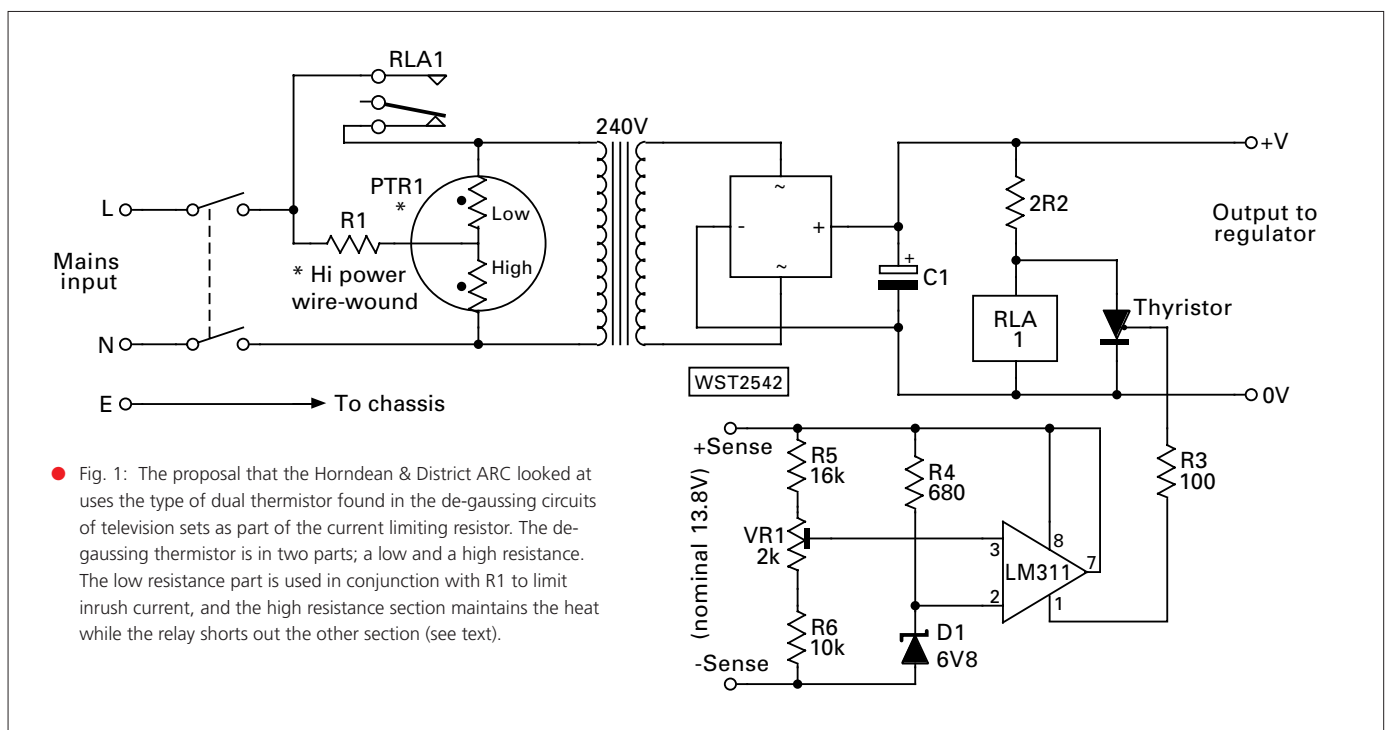 RLA1
240V
+V
PTR1
*
Low
~
L
R1
2R2
Output to
regulator
-
+
+
Mains
input
* Hi power
wire-wound
High
C1
~
RLA
1
Thyristor
N
WST2542
E
To chassis
0V
+Sense
R5
16k
R4
680
R3
100
(nominal 13.8V)
VR1
2k
3
8
7
LM311
2
1
R6
10k
D1
6V8
-Sense
Fig. 1: The proposal that the Horndean & District ARC looked at
uses the type of dual thermistor found in the de-gaussing circuits
of television sets as part of the current limiting resistor. The de-
gaussing thermistor is in two parts; a low and a high resistance.
The low resistance part is used in conjunction with R1 to limit
inrush current, and the high resistance section maintains the heat
while the relay shorts out the other section (see text).